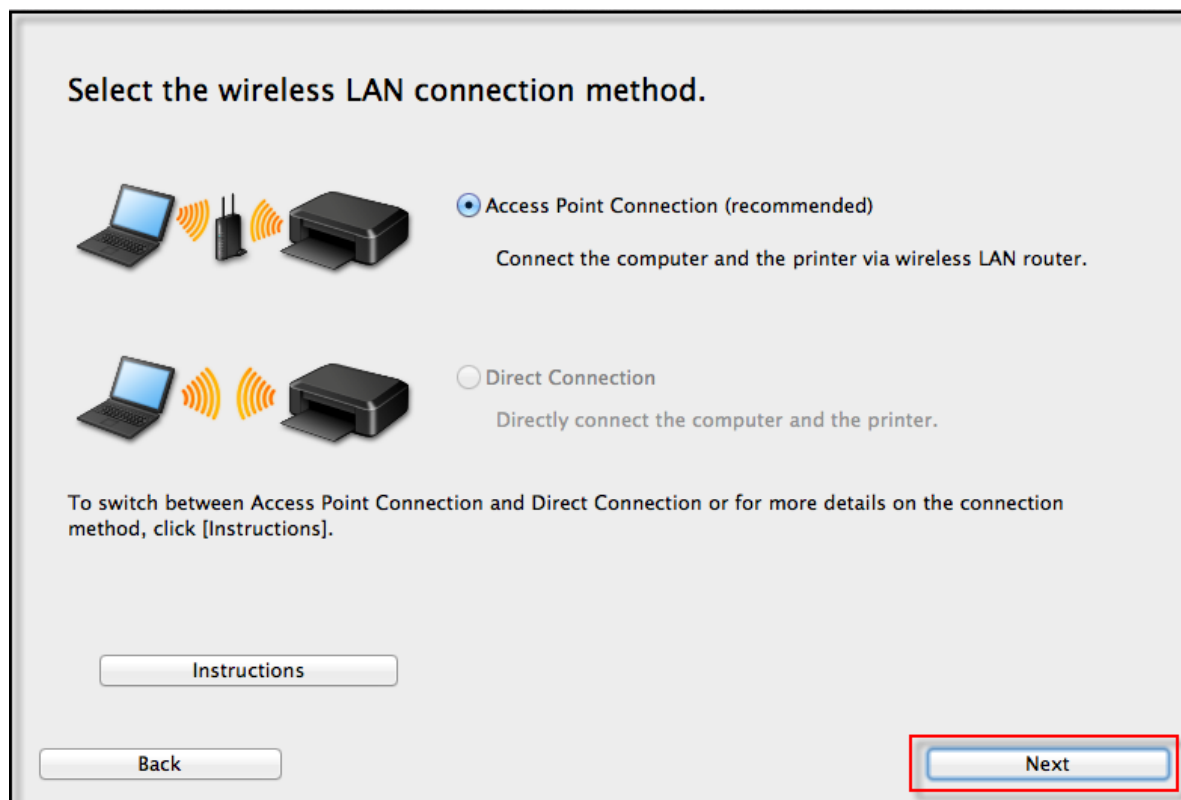 Select the wireless LAN connection method.
Access Point Connection (recommended)
Connect the computer and the printer via wireless LAN router.
Direct Connection
Directly connect the computer and the printer.
To switch between Access Point Connection and Direct Connection or for more details on the connection
method, click [Instructions].
Instructions
Back
Next